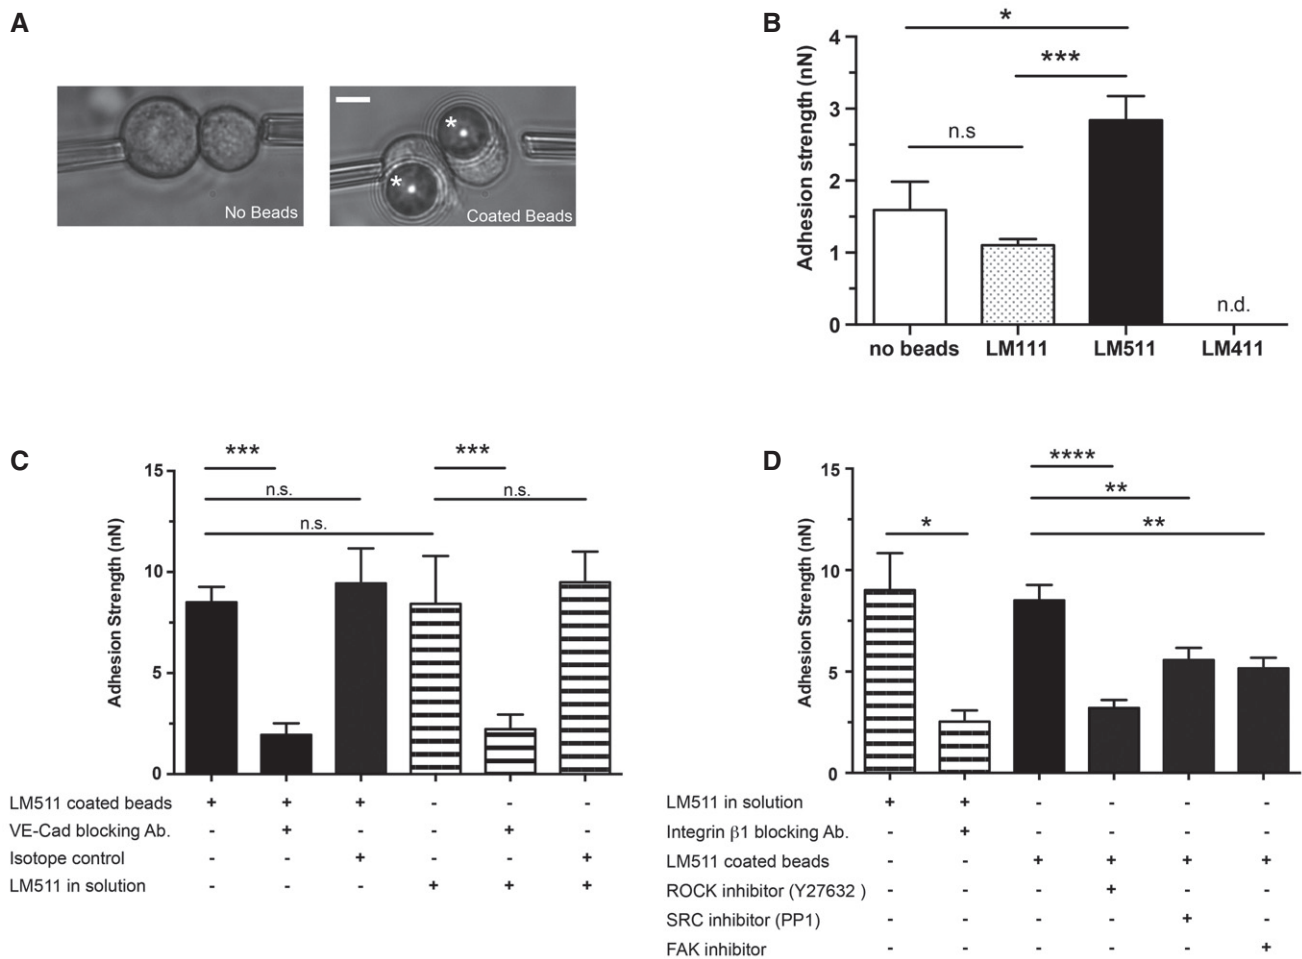 A
*
*
No Beads
Coated Beads
B
Adhesion strength (nN)
4
3
2
1
0
*
***
n.s
n.d.
no beads LM111 LM511 LM411
C
Adhesion Strength (nN)
15
10
5
0
*** ***
n.s. n.s.
n.s.
LM511 coated beads + + + - - -
VE-Cad blocking Ab. - + - - + -
Isotope control - - + - - +
LM511 in solution - - - + + +
D
Adhesion Strength (nN)
15
10
5
0
****
**
* **
LM511 in solution + + - - - -
Integrin β1 blocking Ab. - + - - - -
LM511 coated beads - - + + + +
ROCK inhibitor (Y27632 ) - - - + - -
SRC inhibitor (PP1) - - - - + -
FAK inhibitor - - - - - +